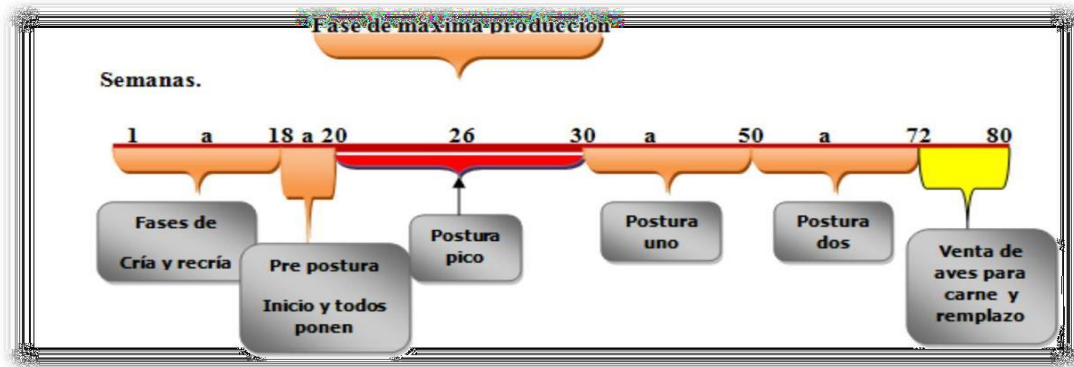 Fase de máxima producción
Semanas.
1 a 18 a 20 26 30 a 50 a 72 80
Fases de
Cría y recría
Pre postura
Inicio y todos
ponen
Postura
pico
Postura
uno
Postura
dos
Venta de
aves para
carne y
remplazo